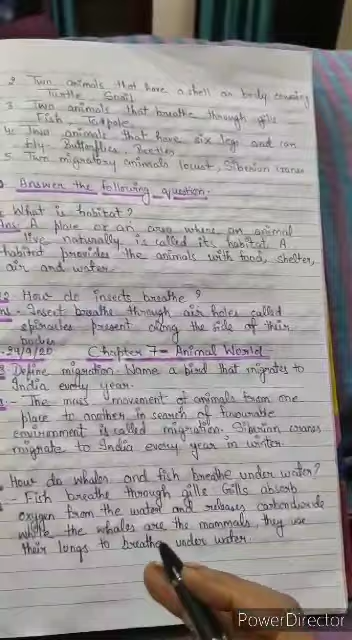 2 Two animals that have a shell on body covering
Turtle, Snail
3. Two animals that breathe through gills
Fish, Tadpole
4. Two animals that have six legs and can
fly- Butterflies, Beetles
5. Two migratory animals locust, Siberian cranes
Answer the following question.
What is habitat?
Ans. A place or an area where an animal
live naturally is called its habitat. A
habitat provides the animals with food, shelter,
air and water.
How do insects breathe?
Insect breathe through air holes called
spiracles present along the side of their
bodies
24/9/20 Chapter 7 = Animal World
Define migration. Name a bird that migrates to
India every year.
- The mass movement of animals from one
place to another in search of favourable
environment is called migration. Siberian cranes
migrate to India every year in winter.
How do whales and fish breathe under water?
Fish breathe through gills. Gills absorb
oxygen from the water and releases
while the whales are the mammals, they use
their lungs to breathe under water.
PowerDirector